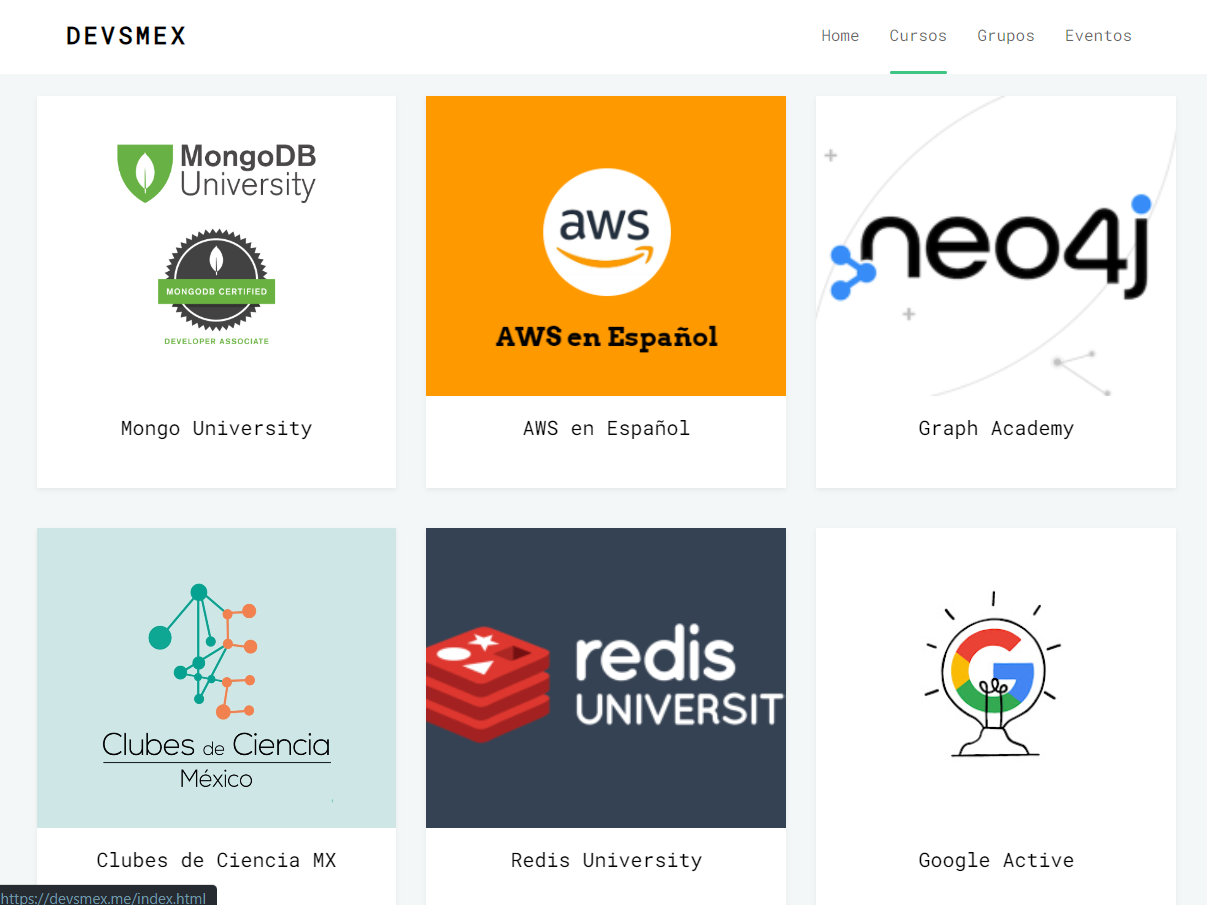 DEVSMEX
Home
Cursos
Grupos
Eventos
MongoDB
University
MONGODB CERTIFIED
DEVELOPER ASSOCIATE
Mongo University
aws
AWS en Español
AWS en Español
neo4j
Graph Academy
Clubes de Ciencia
México
Clubes de Ciencia MX
redis
UNIVERSIT
Redis University
G
Google Active
https://devsmex.me/index.html